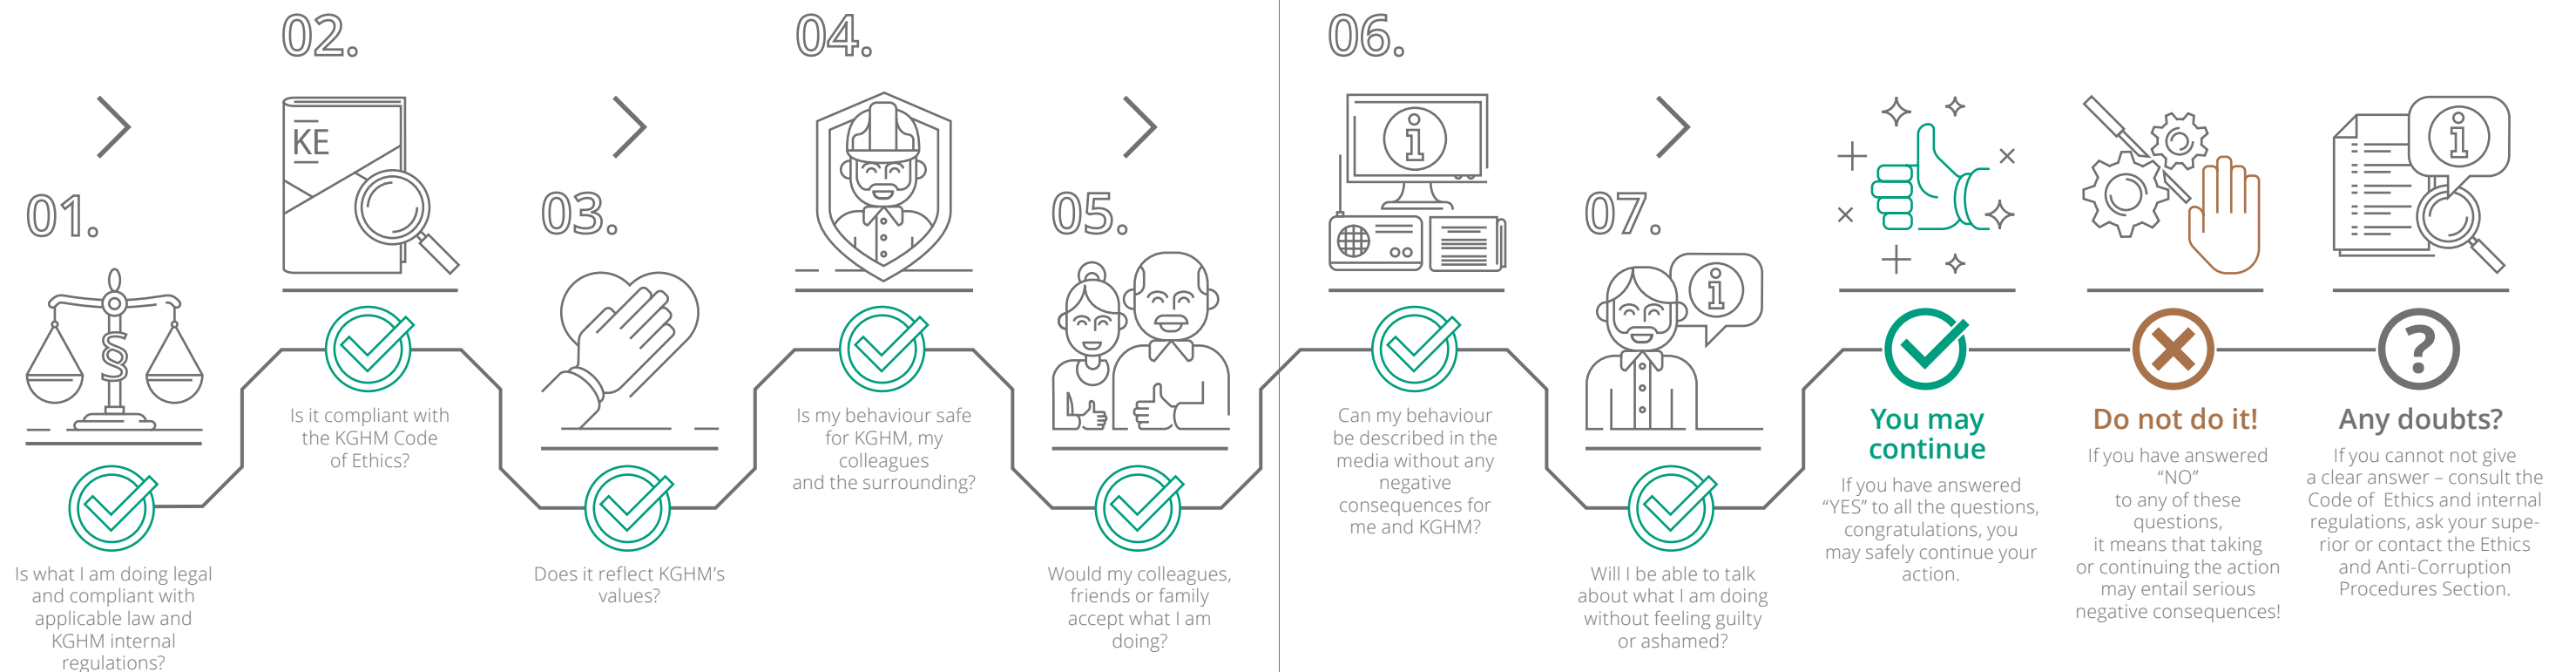 01.
Is what I am doing legal
and compliant with
applicable law and
KGHM internal
regulations?
02.
KE
Is it compliant with
the KGHM Code
of Ethics?
03.
Does it reflect KGHM’s
values?
04.
Is my behaviour safe
for KGHM, my
colleagues
and the surrounding?
05.
Would my colleagues,
friends or family
accept what I am
doing?
06.
i
Can my behaviour
be described in the
media without any
negative
consequences for
me and KGHM?
07.
i
Will I be able to talk
about what I am doing
without feeling guilty
or ashamed?
You may
continue
If you have answered
“YES” to all the questions,
congratulations, you
may safely continue your
action.
Do not do it!
If you have answered
“NO”
to any of these
questions,
it means that taking
or continuing the action
may entail serious
negative consequences!
i
?
Any doubts?
If you cannot not give
a clear answer – consult the
Code of Ethics and internal
regulations, ask your supe-
rior or contact the Ethics
and Anti-Corruption
Procedures Section.